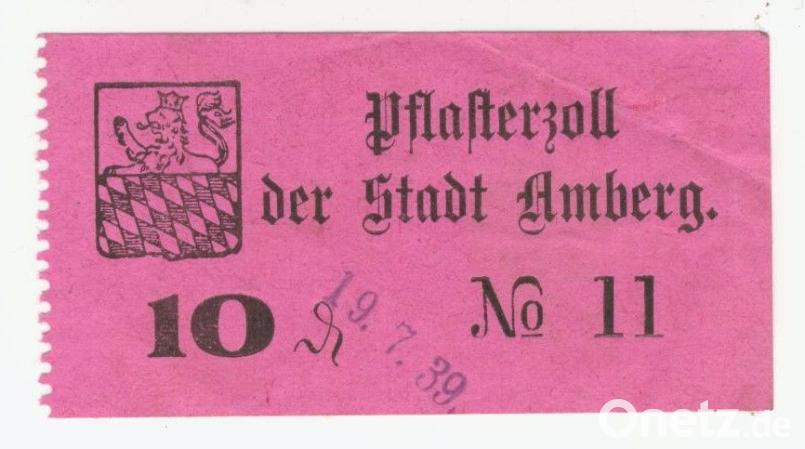 Pflasterzoll
der Stadt Amberg.
10 ₰ № 11
19.7.39.
Onetz.de